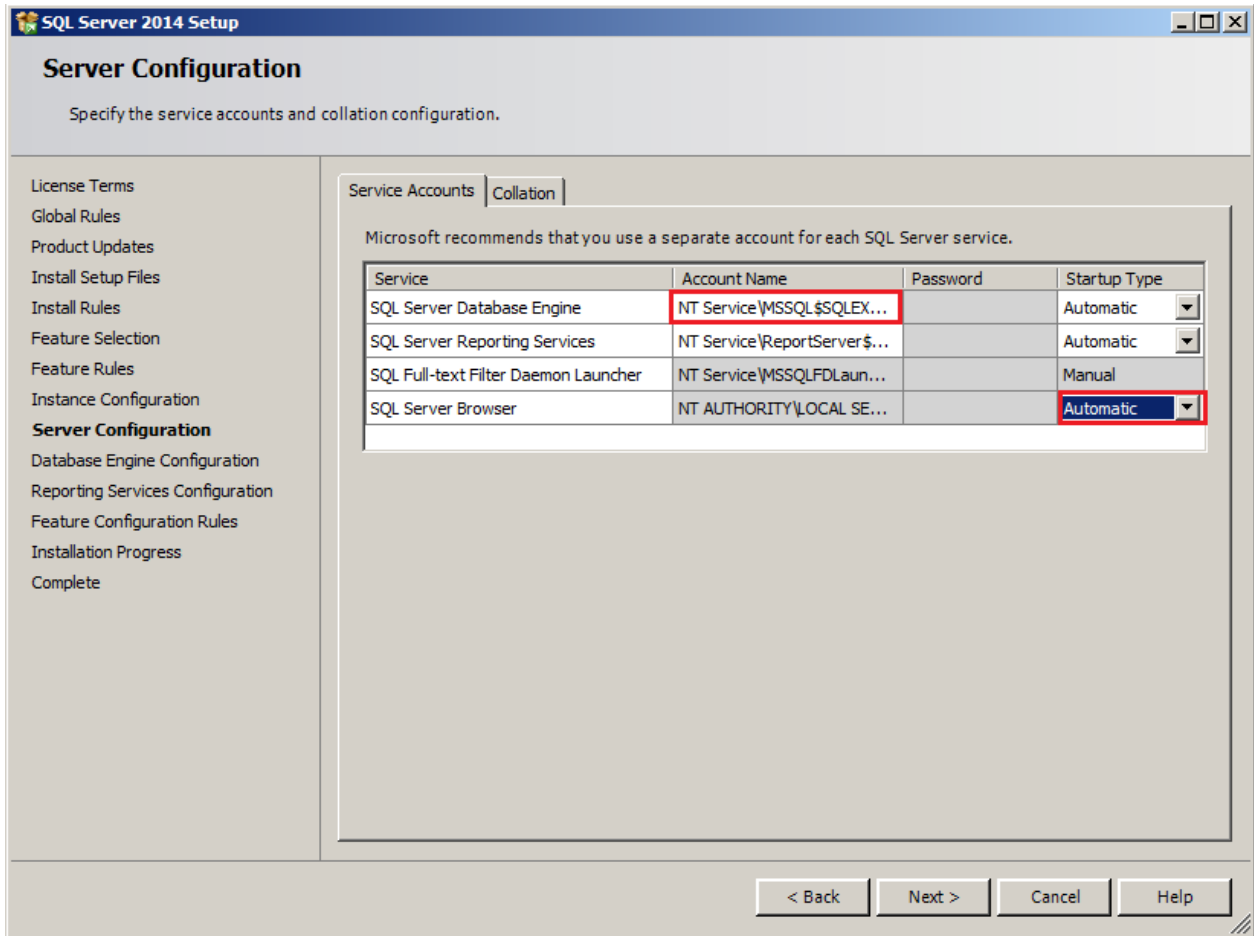 SQL Server 2014 Setup
Server Configuration
Specify the service accounts and collation configuration.
License Terms
Global Rules
Product Updates
Install Setup Files
Install Rules
Feature Selection
Feature Rules
Instance Configuration
Server Configuration
Database Engine Configuration
Reporting Services Configuration
Feature Configuration Rules
Installation Progress
Complete
Service Accounts Collation
Microsoft recommends that you use a separate account for each SQL Server service.
Service Account Name Password Startup Type
SQL Server Database Engine NT Service\MSSQL$SQLEX... Automatic
SQL Server Reporting Services NT Service\ReportServer$... Automatic
SQL Full-text Filter Daemon Launcher NT Service\MSSQLFDLaun... Manual
SQL Server Browser NT AUTHORITY\LOCAL SE... Automatic
< Back Next > Cancel Help